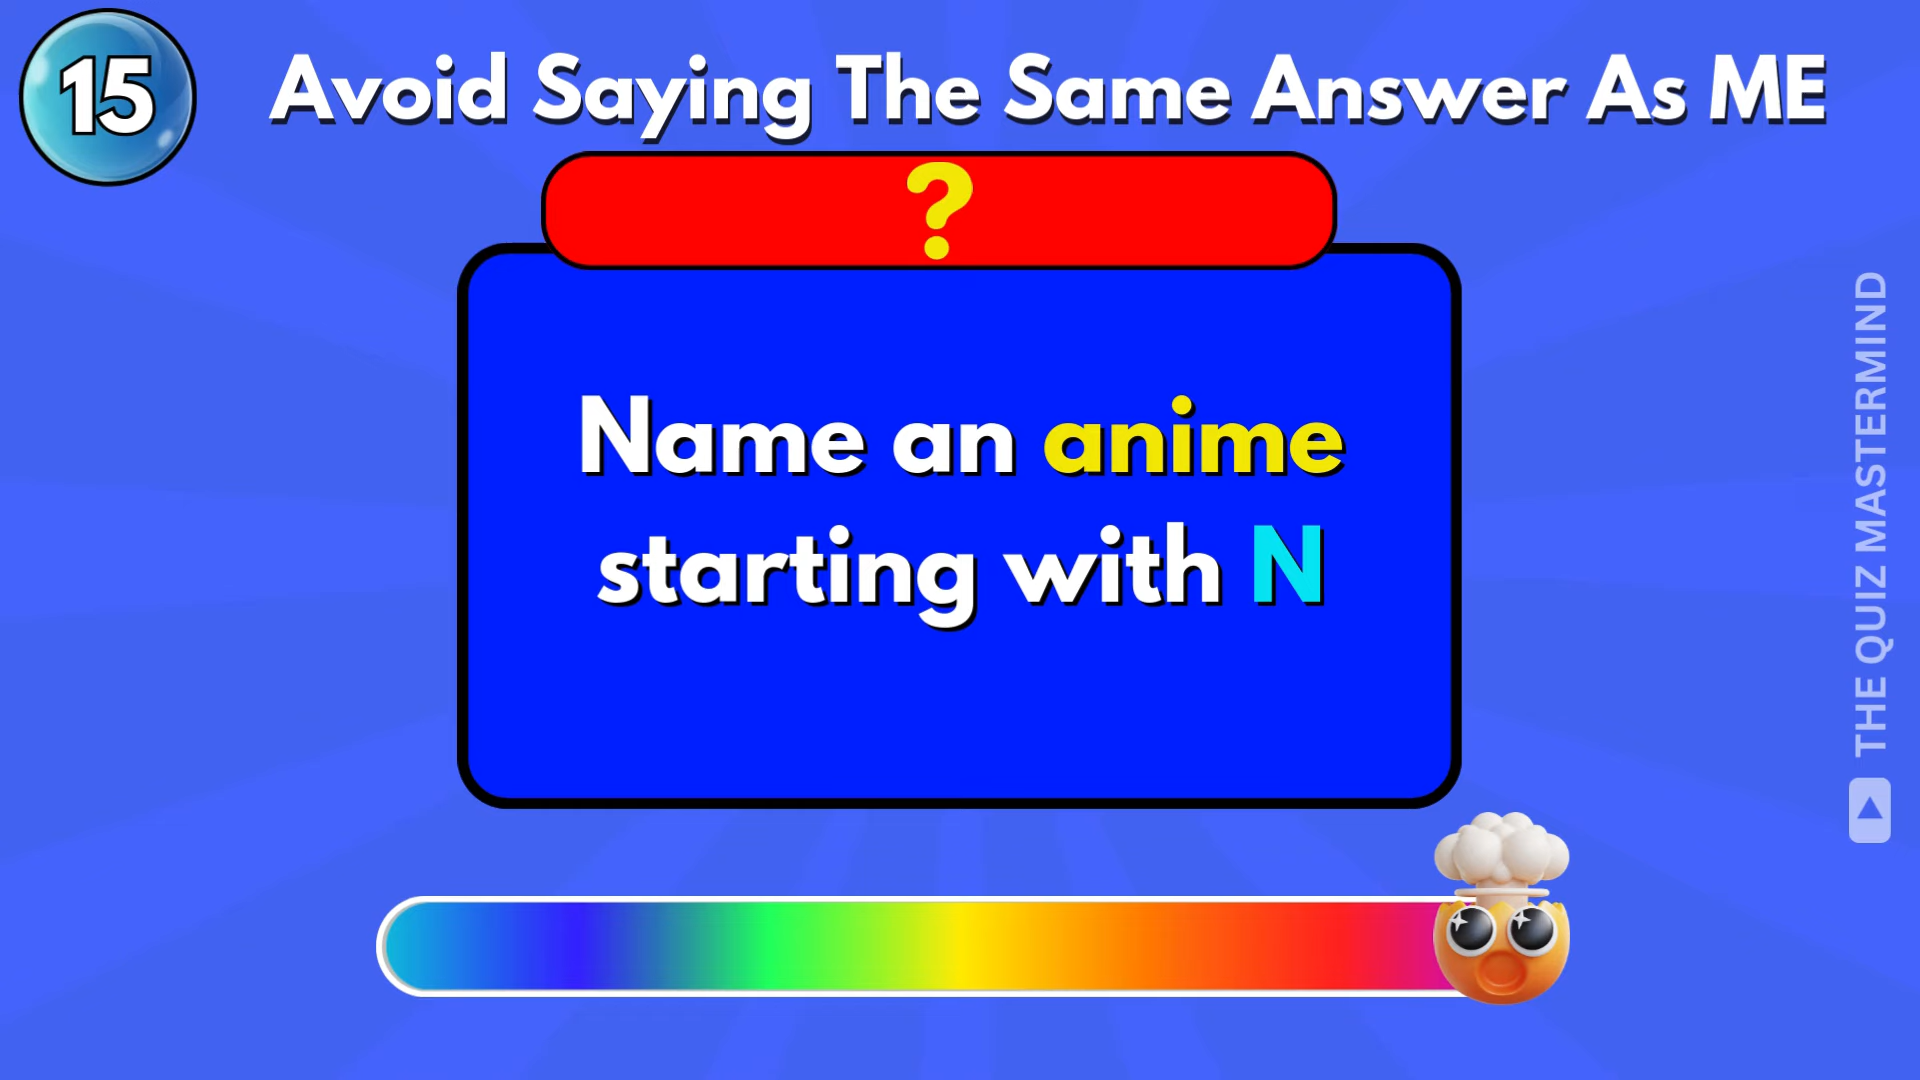 15
Avoid Saying The Same Answer As ME
?
Name an anime
starting with N
THE QUIZ MASTERMIND